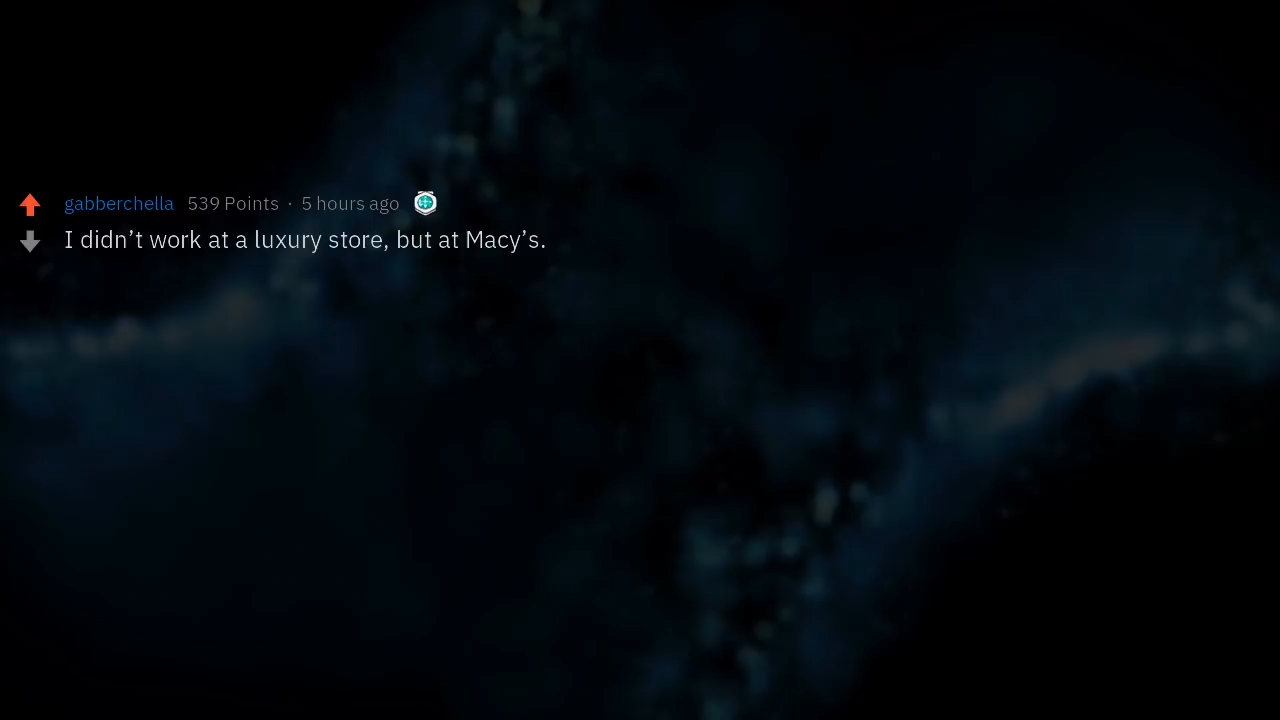 gabberchella 539 Points · 5 hours ago
I didn’t work at a luxury store, but at Macy’s.